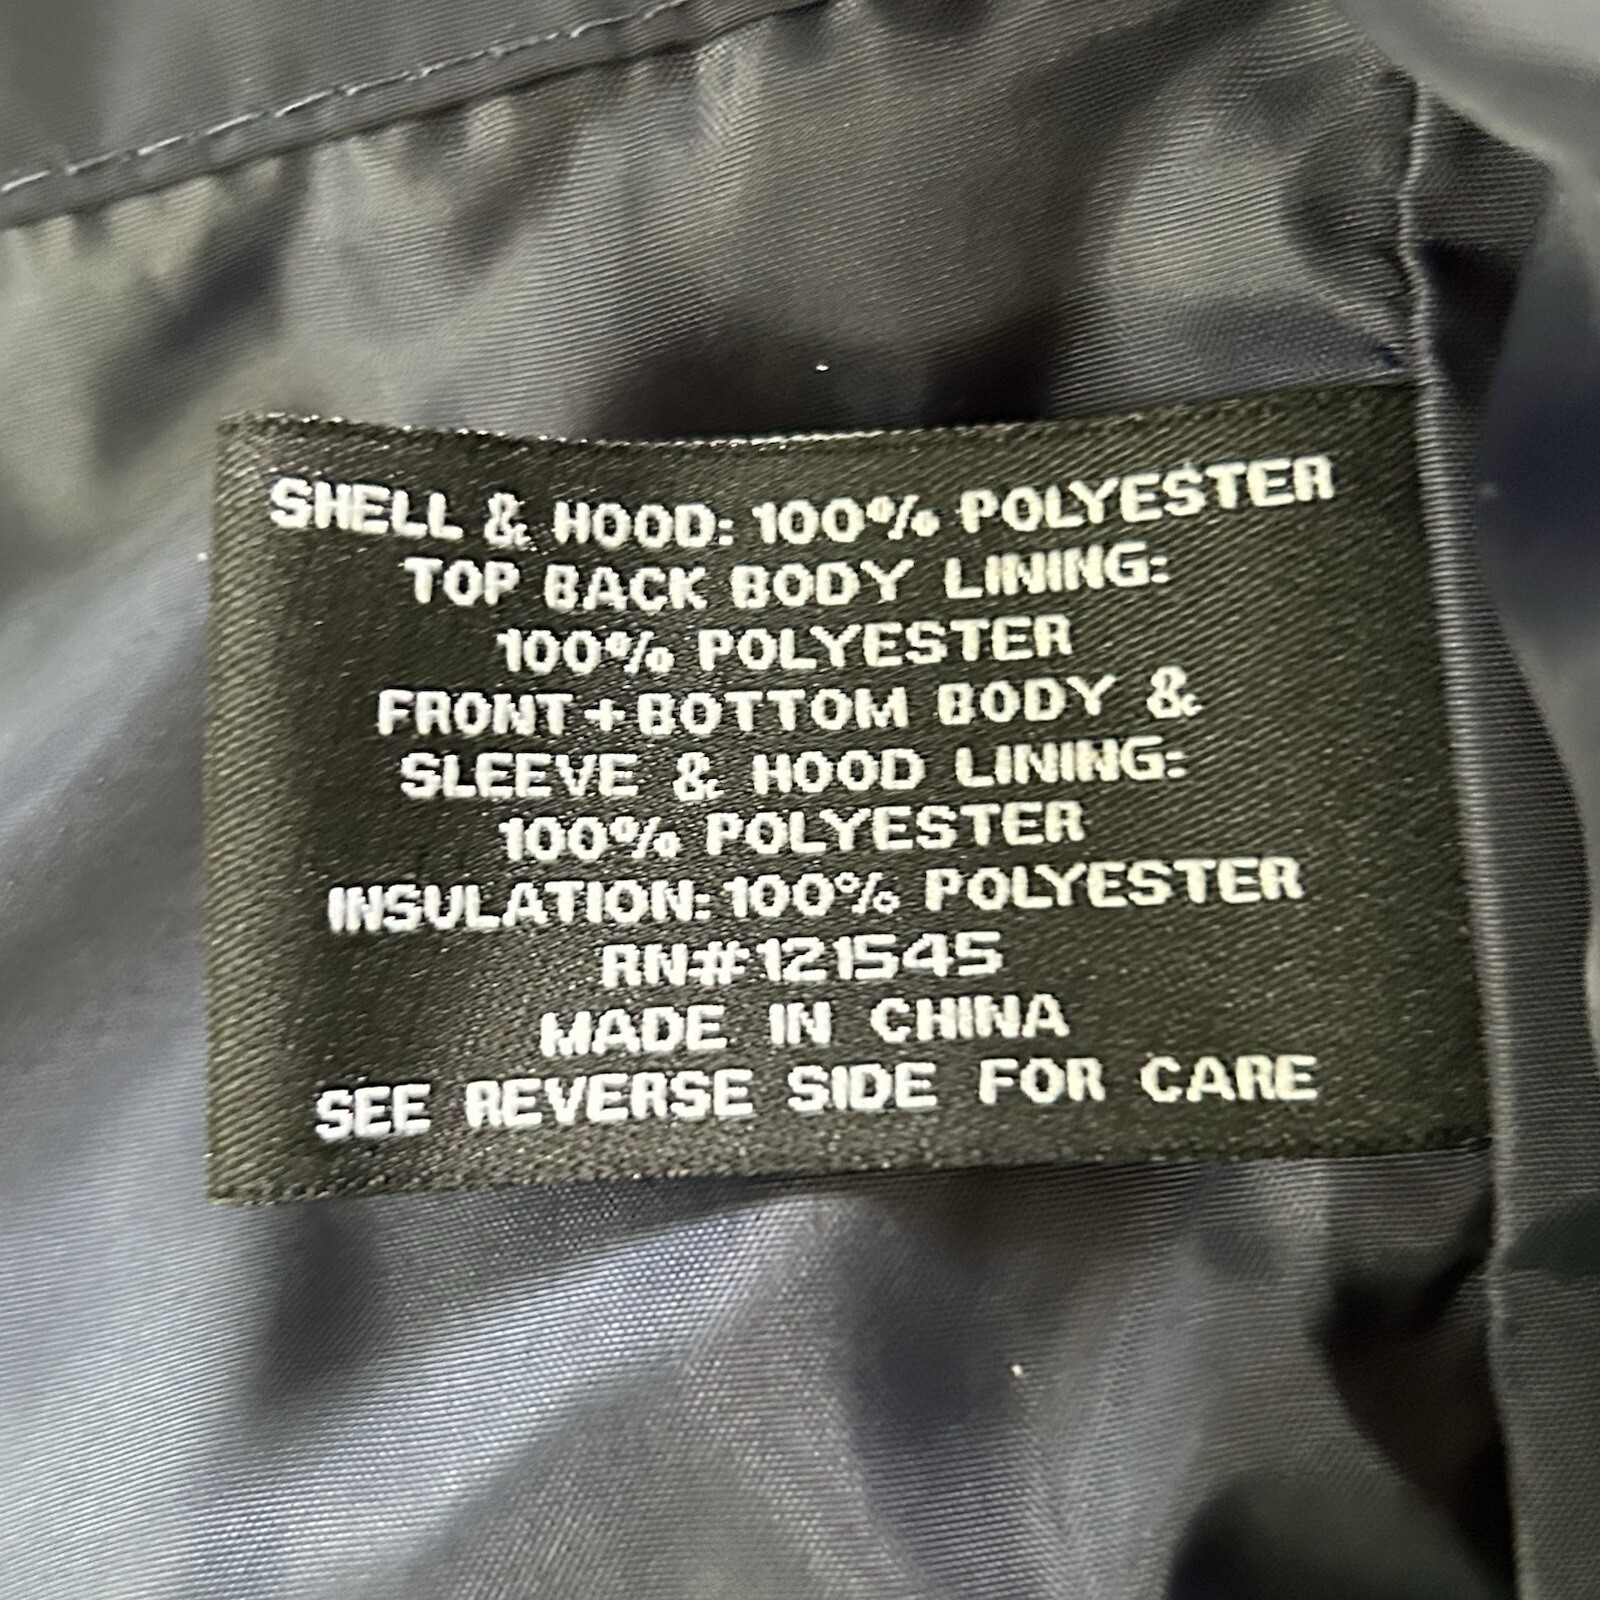 SHELL & HOOD: 100% POLYESTER
TOP BACK BODY LINING:
100% POLYESTER
FRONT+BOTTOM BODY &
SLEEVE & HOOD LINING:
100% POLYESTER
INSULATION: 100% POLYESTER
RN#121545
MADE IN CHINA
SEE REVERSE SIDE FOR CARE